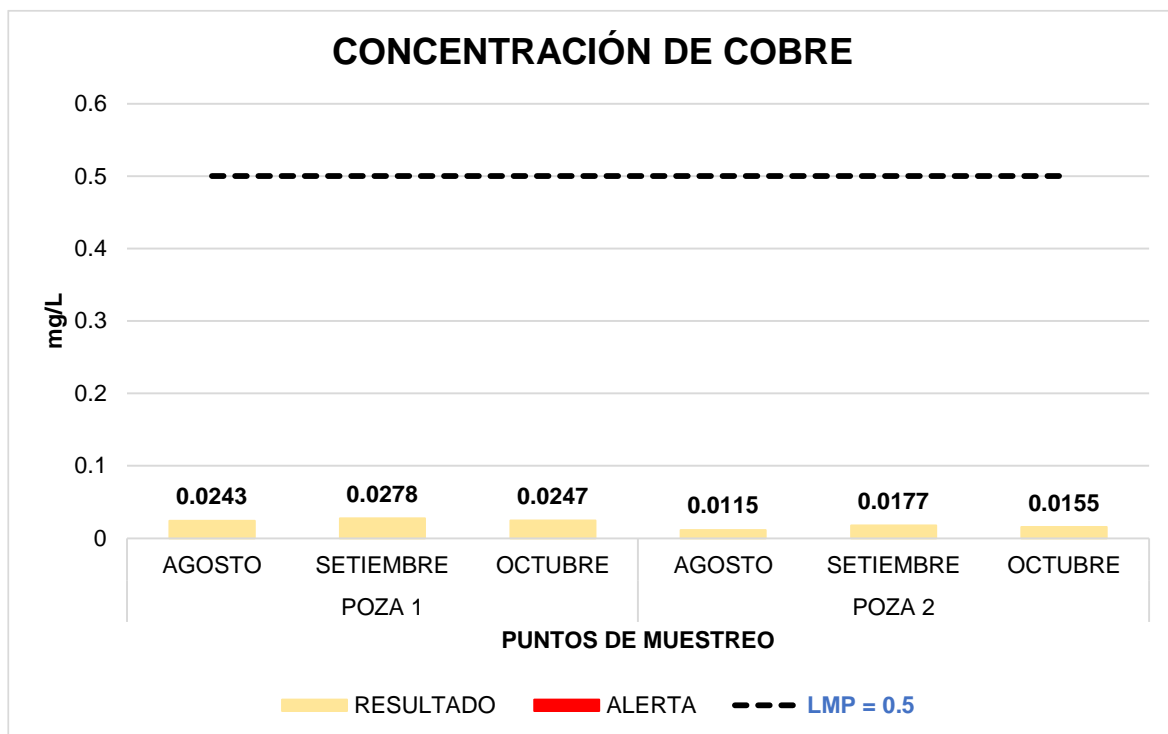 CONCENTRACIÓN DE COBRE
0.6
0.5
0.4
0.3
0.2
0.1
0
mg/L
0.0243 0.0278 0.0247 0.0115 0.0177 0.0155
AGOSTO SETIEMBRE OCTUBRE AGOSTO SETIEMBRE OCTUBRE
POZA 1 POZA 2
PUNTOS DE MUESTREO
RESULTADO ALERTA LMP = 0.5